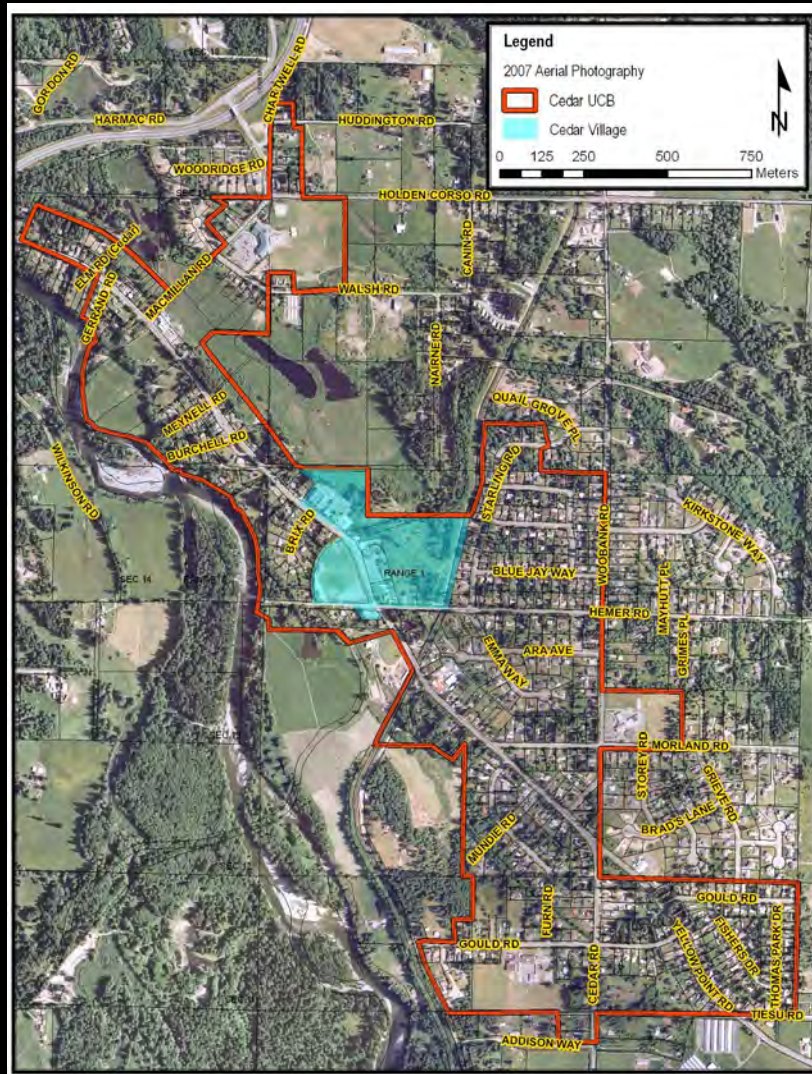 Legend
2007 Aerial Photography
Cedar UCB
Cedar Village
N
0 125 250 500 750
Meters
GORDON RD
CHARTWELL RD
HARMAC RD
HUDDINGTON RD
WOODRIDGE RD
HOLDEN CORSO RD
ELM RD (Cedar)
MACMILLAN RD
CANIN RD
GERRAND RD
WALSH RD
NAIRNE RD
QUAIL GROVE PL
MEYNELL RD
BURCHELL RD
WILKINSON RD
STARLING RD
WOOBANK RD
KIRKSTONE WAY
BRIX RD
SEC. 14
RANGE 1
BLUE JAY WAY
MAYHUTT PL
HEMER RD
GRIMES PL
EMMA WAY
ARA AVE
STOREY RD
MORLAND RD
GRIEVE RD
BRAD'S LANE
MUNDIE RD
FURN RD
GOULD RD
GOULD RD
CEDAR RD
YELLOW POINT RD
FISHERS DR
THOMAS PARK DR
TIESU RD
ADDISON WAY